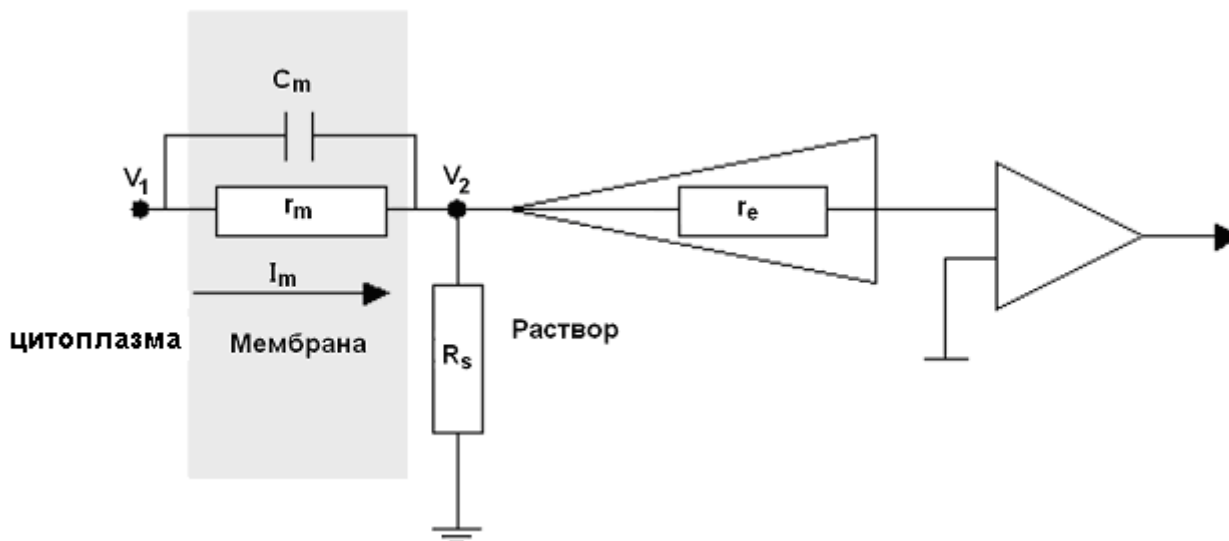 Cm
V1
V2
rm
re
Im
цитоплазма
Мембрана
Раствор
Rs